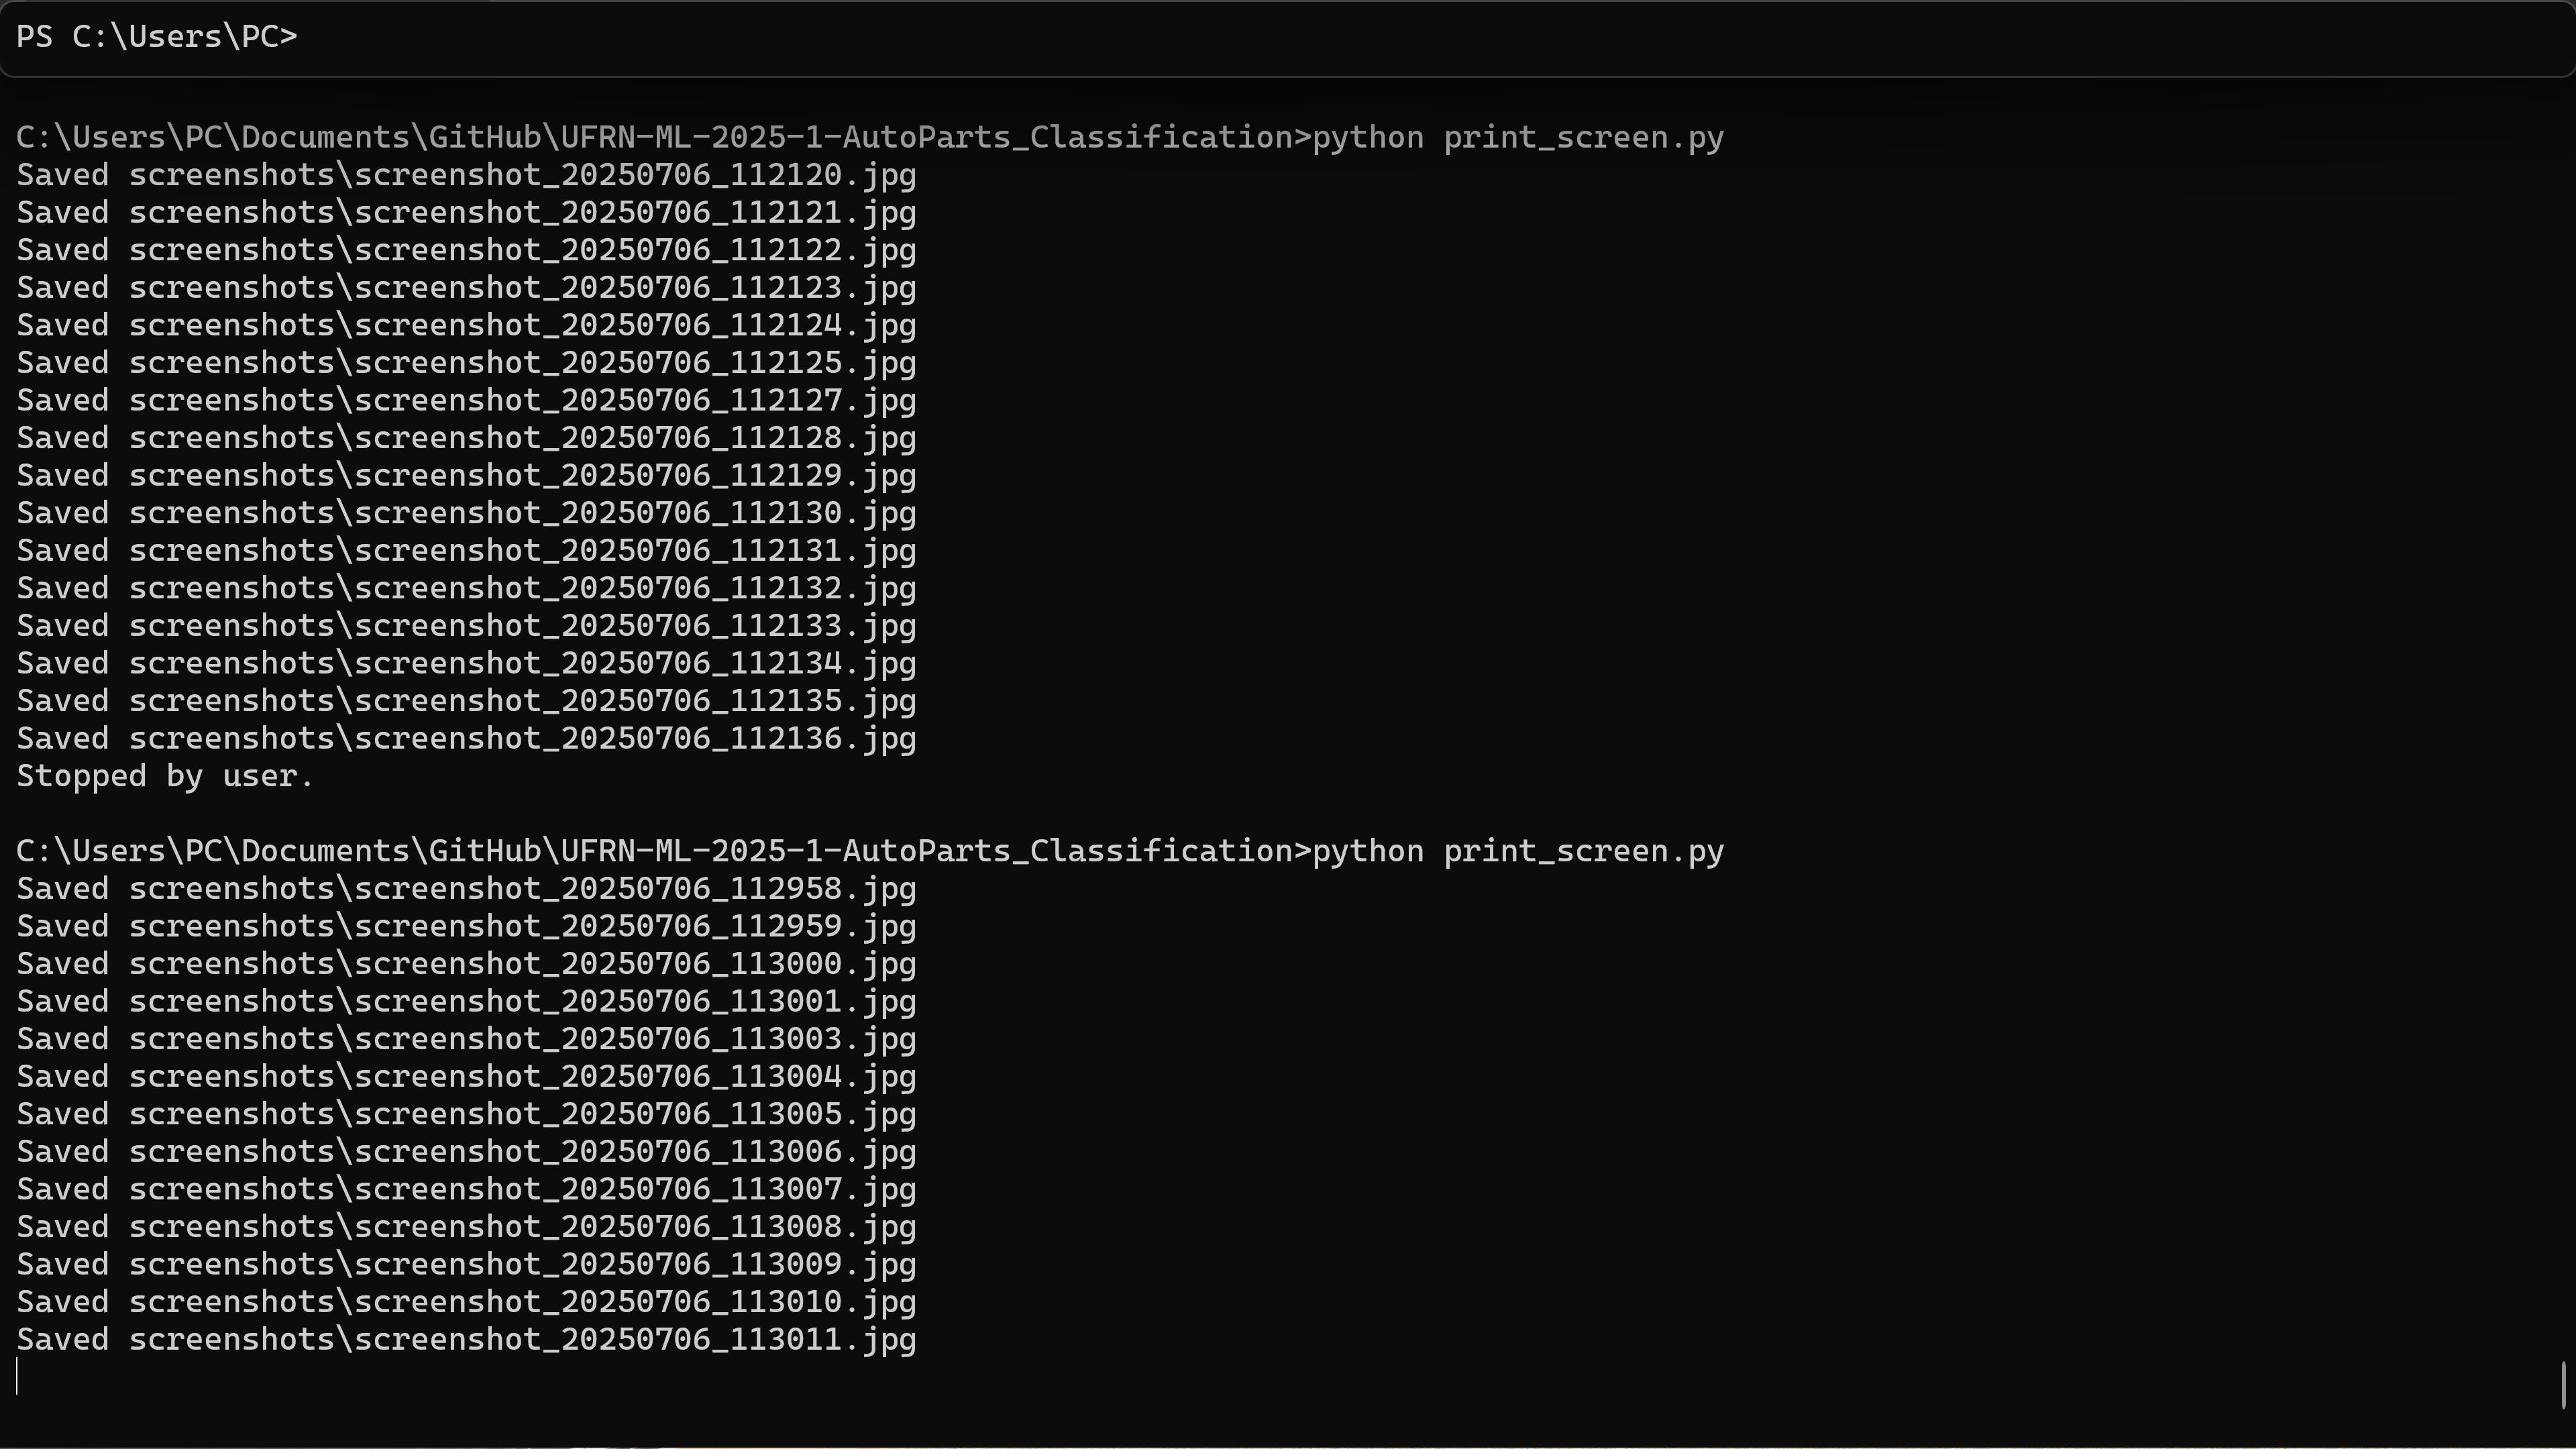 PS C:\Users\PC>
C:\Users\PC\Documents\GitHub\UFRN-ML-2025-1-AutoParts_Classification>python print_screen.py
Saved screenshots\screenshot_20250706_112120.jpg
Saved screenshots\screenshot_20250706_112121.jpg
Saved screenshots\screenshot_20250706_112122.jpg
Saved screenshots\screenshot_20250706_112123.jpg
Saved screenshots\screenshot_20250706_112124.jpg
Saved screenshots\screenshot_20250706_112125.jpg
Saved screenshots\screenshot_20250706_112127.jpg
Saved screenshots\screenshot_20250706_112128.jpg
Saved screenshots\screenshot_20250706_112129.jpg
Saved screenshots\screenshot_20250706_112130.jpg
Saved screenshots\screenshot_20250706_112131.jpg
Saved screenshots\screenshot_20250706_112132.jpg
Saved screenshots\screenshot_20250706_112133.jpg
Saved screenshots\screenshot_20250706_112134.jpg
Saved screenshots\screenshot_20250706_112135.jpg
Saved screenshots\screenshot_20250706_112136.jpg
Stopped by user.
C:\Users\PC\Documents\GitHub\UFRN-ML-2025-1-AutoParts_Classification>python print_screen.py
Saved screenshots\screenshot_20250706_112958.jpg
Saved screenshots\screenshot_20250706_112959.jpg
Saved screenshots\screenshot_20250706_113000.jpg
Saved screenshots\screenshot_20250706_113001.jpg
Saved screenshots\screenshot_20250706_113003.jpg
Saved screenshots\screenshot_20250706_113004.jpg
Saved screenshots\screenshot_20250706_113005.jpg
Saved screenshots\screenshot_20250706_113006.jpg
Saved screenshots\screenshot_20250706_113007.jpg
Saved screenshots\screenshot_20250706_113008.jpg
Saved screenshots\screenshot_20250706_113009.jpg
Saved screenshots\screenshot_20250706_113010.jpg
Saved screenshots\screenshot_20250706_113011.jpg